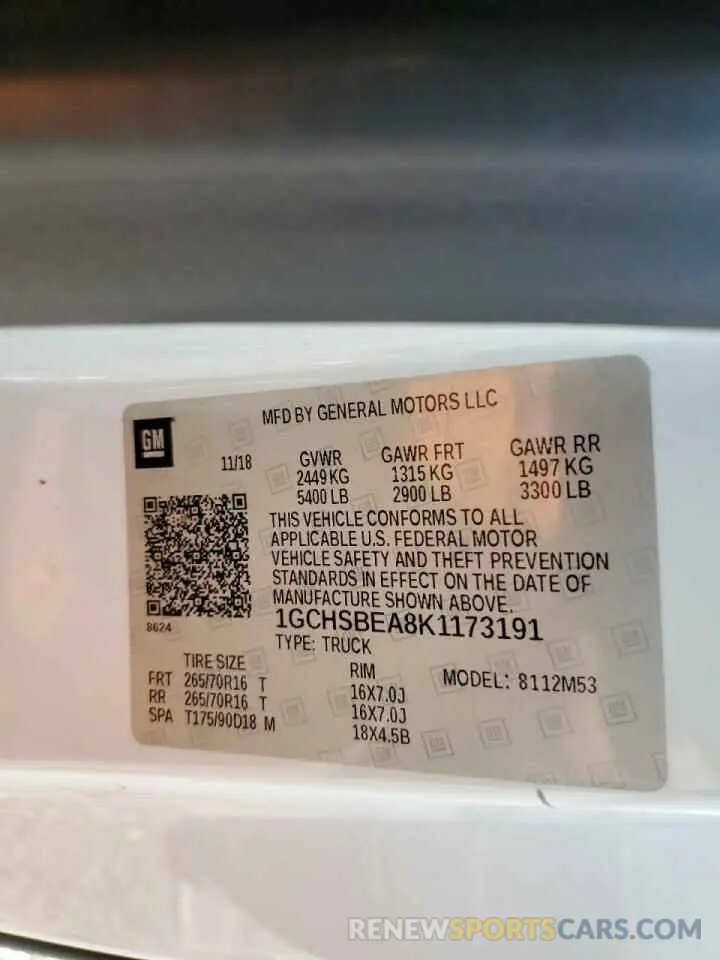 MFD BY GENERAL MOTORS LLC
GM
11/18 GVWR GAWR FRT GAWR RR
2449 KG 1315 KG 1497 KG
5400 LB 2900 LB 3300 LB
THIS VEHICLE CONFORMS TO ALL
APPLICABLE U.S. FEDERAL MOTOR
VEHICLE SAFETY AND THEFT PREVENTION
STANDARDS IN EFFECT ON THE DATE OF
MANUFACTURE SHOWN ABOVE.
8624
1GCHSBEA8K1173191
TYPE: TRUCK
TIRE SIZE RIM MODEL: 8112M53
FRT 265/70R16 T 16X7.0J
RR 265/70R16 T 16X7.0J
SPA T175/90D18 M 18X4.5B
RENEWSPORTSCARS.COM